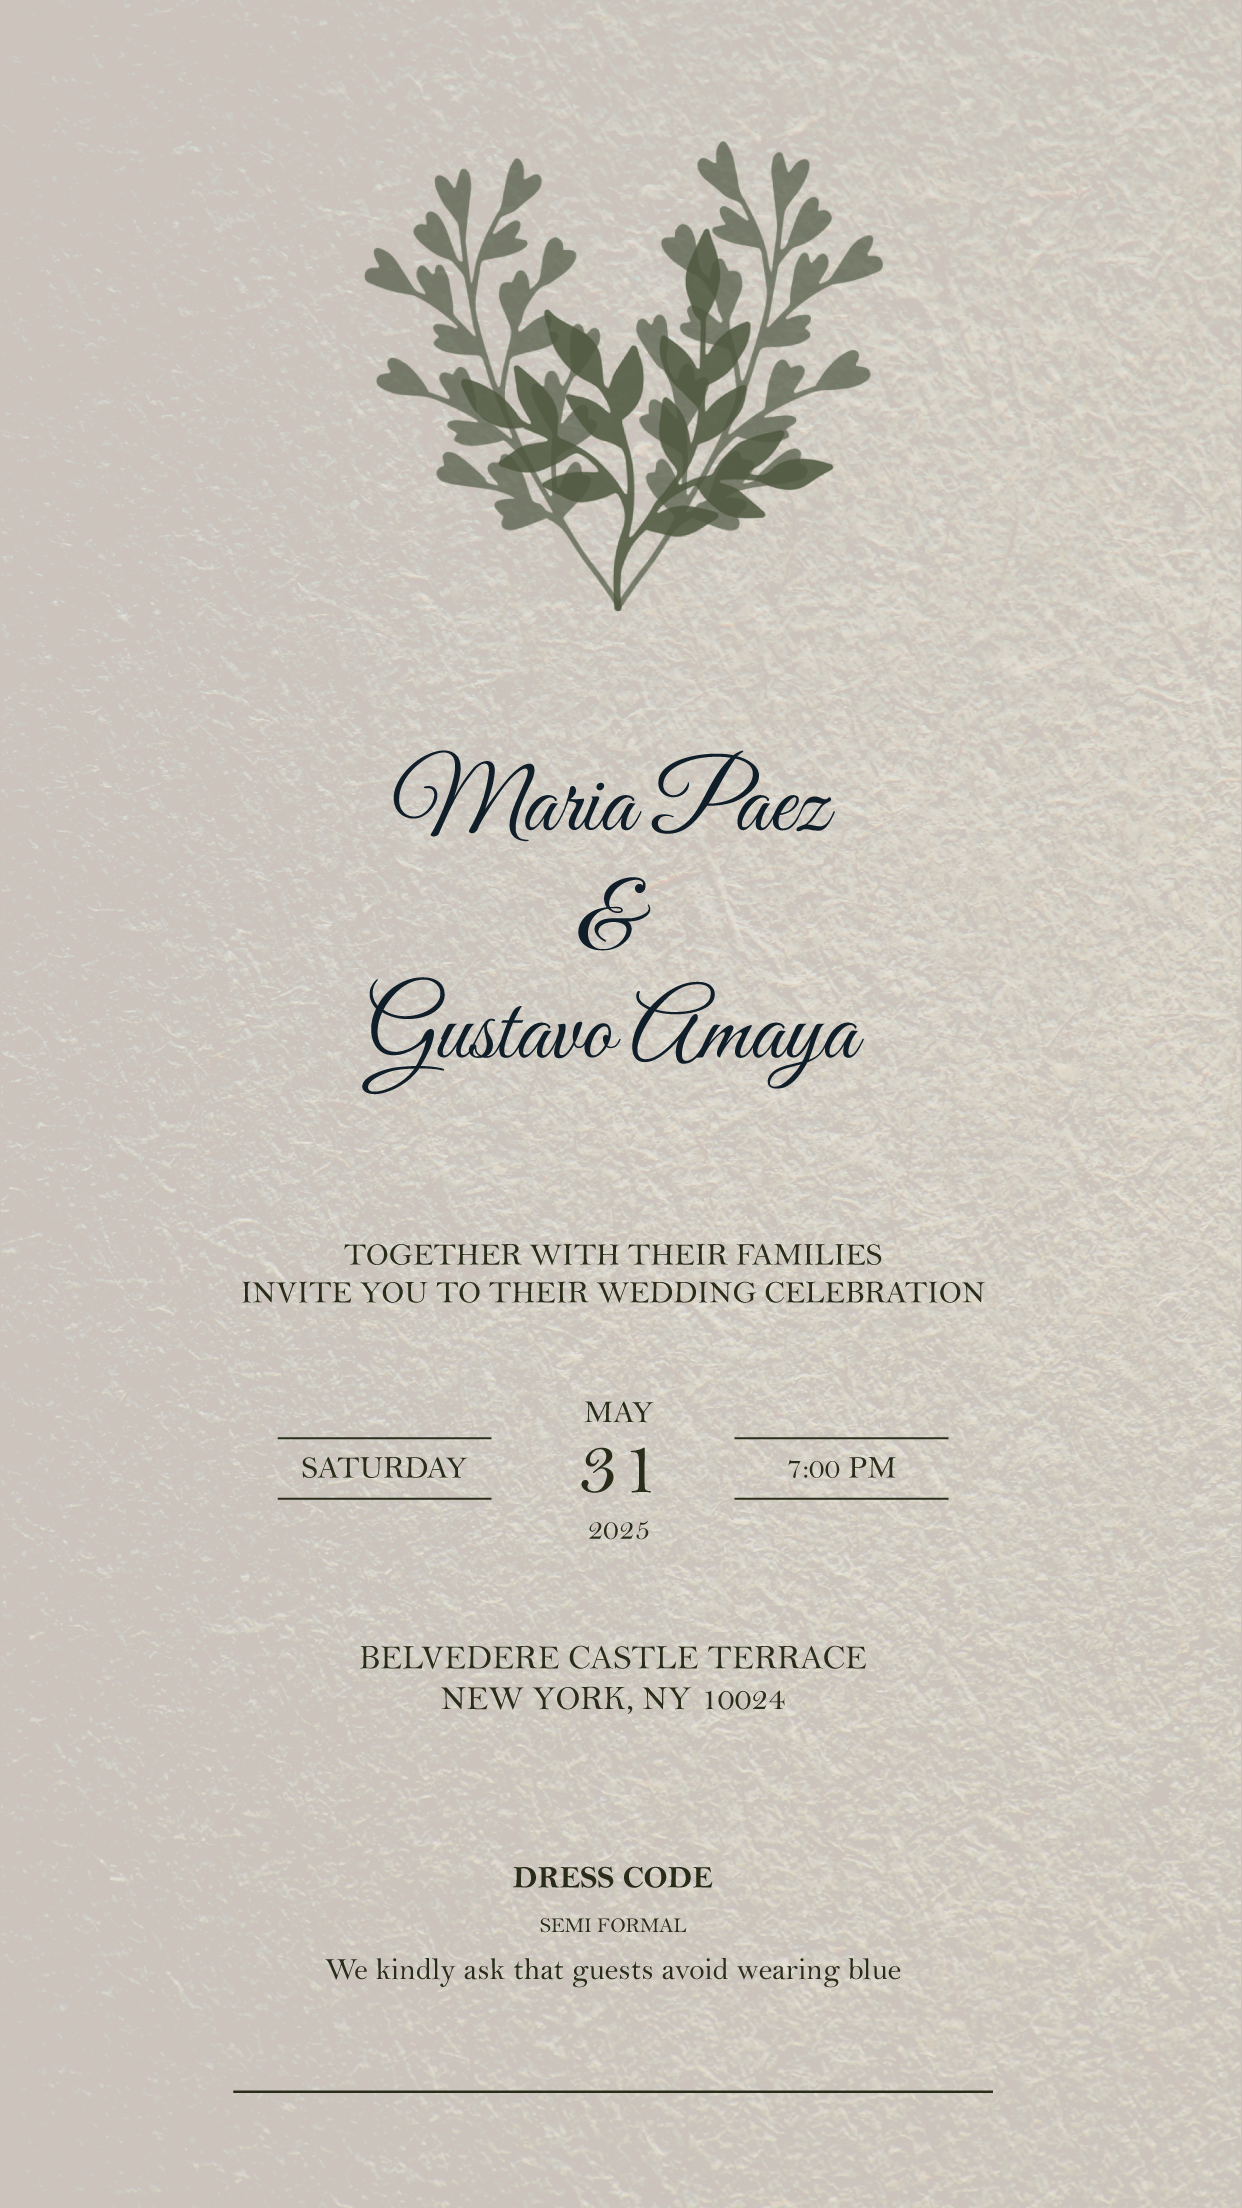 Maria Paez
&
Gustavo Amaya
TOGETHER WITH THEIR FAMILIES
INVITE YOU TO THEIR WEDDING CELEBRATION
MAY
SATURDAY 31 7:00 PM
2025
BELVEDERE CASTLE TERRACE
NEW YORK, NY 10024
DRESS CODE
SEMI FORMAL
We kindly ask that guests avoid wearing blue